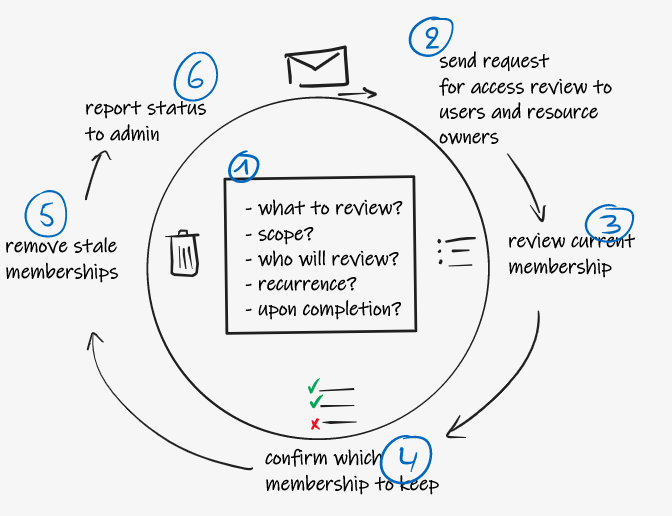 1
- what to review?
- scope?
- who will review?
- recurrence?
- upon completion?
2
send request
for access review to
users and resource
owners
3
review current
membership
4
confirm which
membership to keep
5
remove stale
memberships
6
report status
to admin